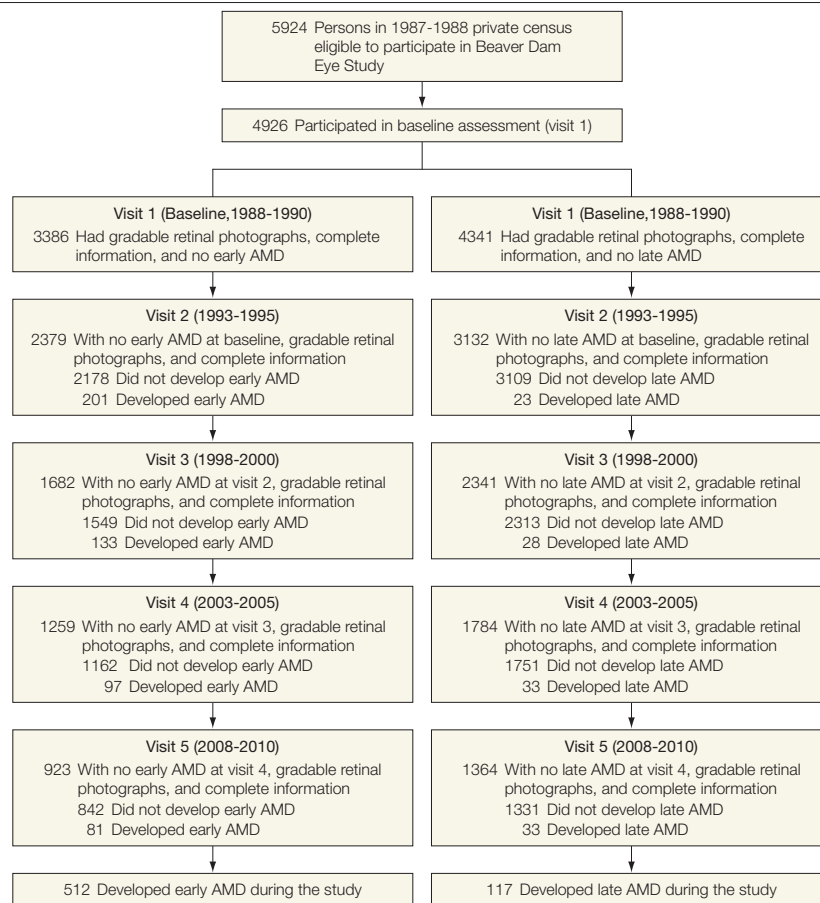 5924 Persons in 1987-1988 private census
eligible to participate in Beaver Dam
Eye Study
4926 Participated in baseline assessment (visit 1)
Visit 1 (Baseline,1988-1990)
3386 Had gradable retinal photographs, complete
information, and no early AMD
Visit 2 (1993-1995)
2379 With no early AMD at baseline, gradable retinal
photographs, and complete information
2178 Did not develop early AMD
201 Developed early AMD
Visit 3 (1998-2000)
1682 With no early AMD at visit 2, gradable retinal
photographs, and complete information
1549 Did not develop early AMD
133 Developed early AMD
Visit 4 (2003-2005)
1259 With no early AMD at visit 3, gradable retinal
photographs, and complete information
1162 Did not develop early AMD
97 Developed early AMD
Visit 5 (2008-2010)
923 With no early AMD at visit 4, gradable retinal
photographs, and complete information
842 Did not develop early AMD
81 Developed early AMD
512 Developed early AMD during the study
Visit 1 (Baseline,1988-1990)
4341 Had gradable retinal photographs, complete
information, and no late AMD
Visit 2 (1993-1995)
3132 With no late AMD at baseline, gradable retinal
photographs, and complete information
3109 Did not develop late AMD
23 Developed late AMD
Visit 3 (1998-2000)
2341 With no late AMD at visit 2, gradable retinal
photographs, and complete information
2313 Did not develop late AMD
28 Developed late AMD
Visit 4 (2003-2005)
1784 With no late AMD at visit 3, gradable retinal
photographs, and complete information
1751 Did not develop late AMD
33 Developed late AMD
Visit 5 (2008-2010)
1364 With no late AMD at visit 4, gradable retinal
photographs, and complete information
1331 Did not develop late AMD
33 Developed late AMD
117 Developed late AMD during the study